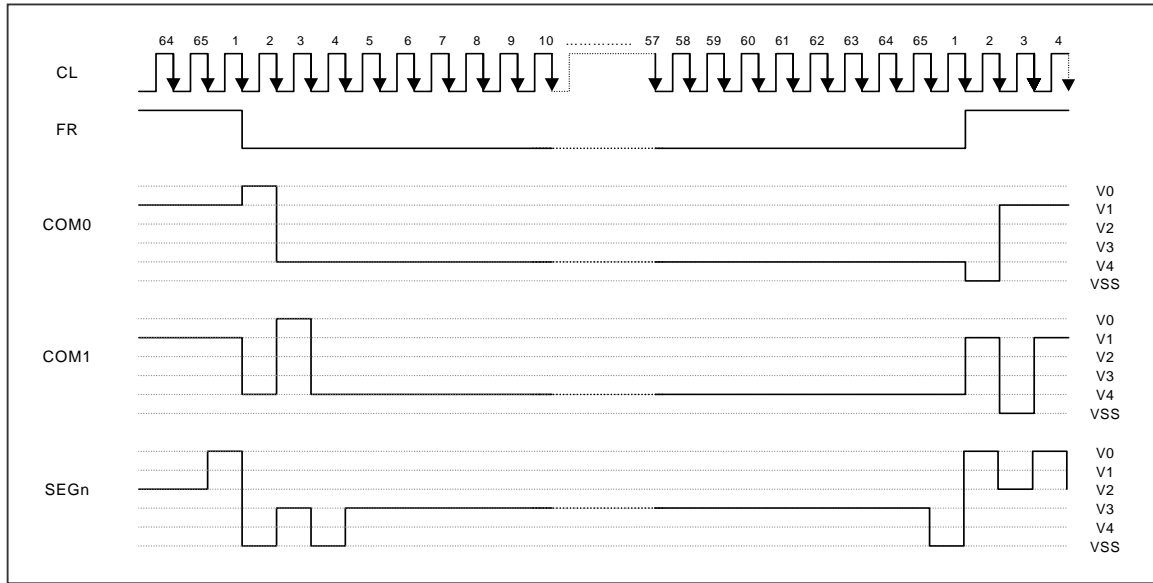 64 65 1 2 3 4 5 6 7 8 9 10 ................ 57 58 59 60 61 62 63 64 65 1 2 3 4
CL
FR
COM0
V0
V1
V2
V3
V4
VSS
COM1
V0
V1
V2
V3
V4
VSS
SEGn
V0
V1
V2
V3
V4
VSS